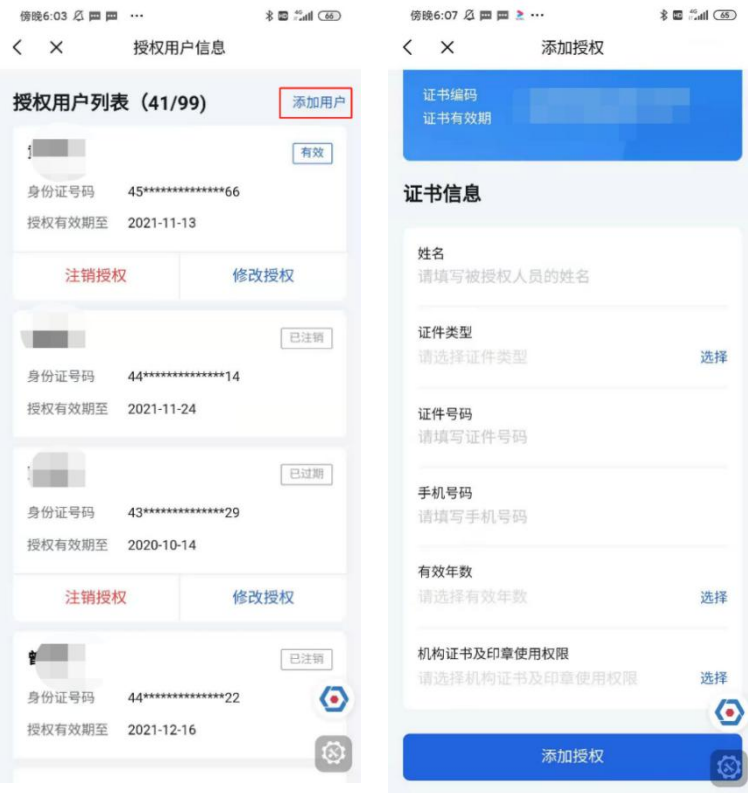 傍晚6:03
66
授权用户信息
授权用户列表（41/99)
添加用户
有效
身份证号码 45**************66
授权有效期至 2021-11-13
注销授权 修改授权
已注销
身份证号码 44**************14
授权有效期至 2021-11-24
已过期
身份证号码 43**************29
授权有效期至 2020-10-14
注销授权 修改授权
已注销
身份证号码 44**************22
授权有效期至 2021-12-16
傍晚6:07
添加授权
证书编码
证书有效期
证书信息
姓名
请填写被授权人员的姓名
证件类型
请选择证件类型 选择
证件号码
请填写证件号码
手机号码
请填写手机号码
有效年数
请选择有效年数 选择
机构证书及印章使用权限
请选择机构证书及印章使用权限 选择
添加授权